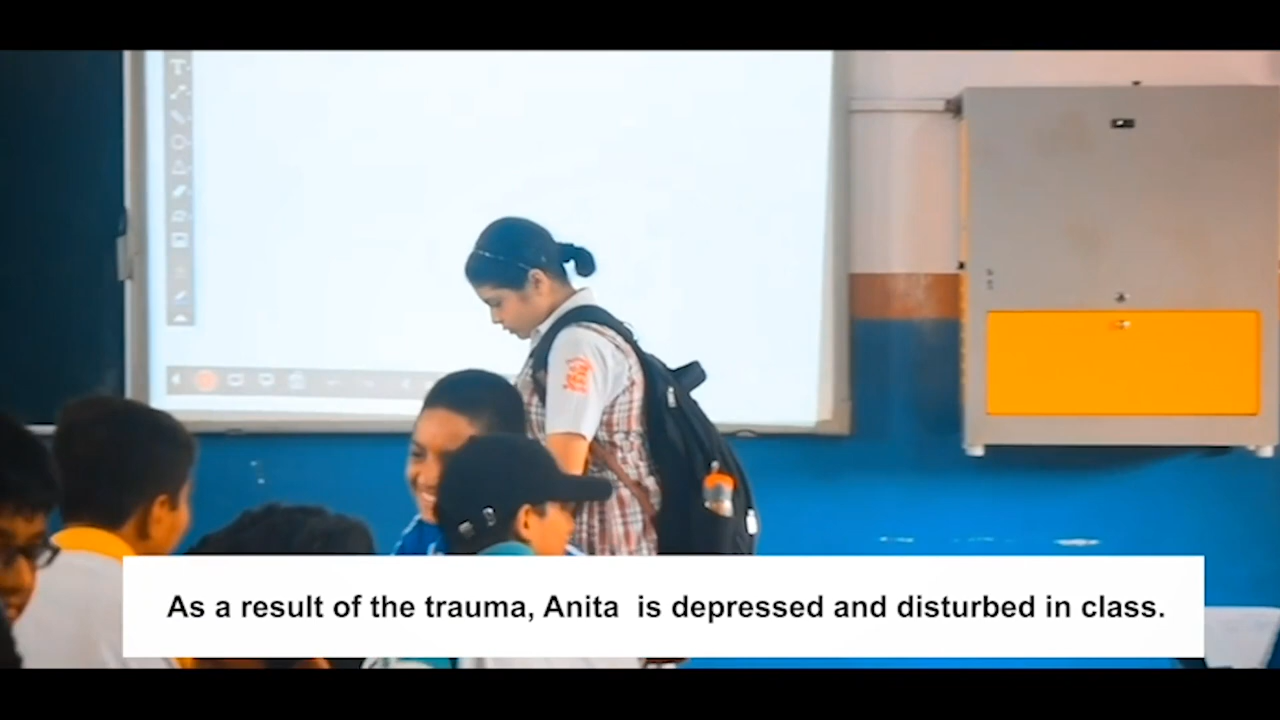 As a result of the trauma, Anita  is depressed and disturbed in class.